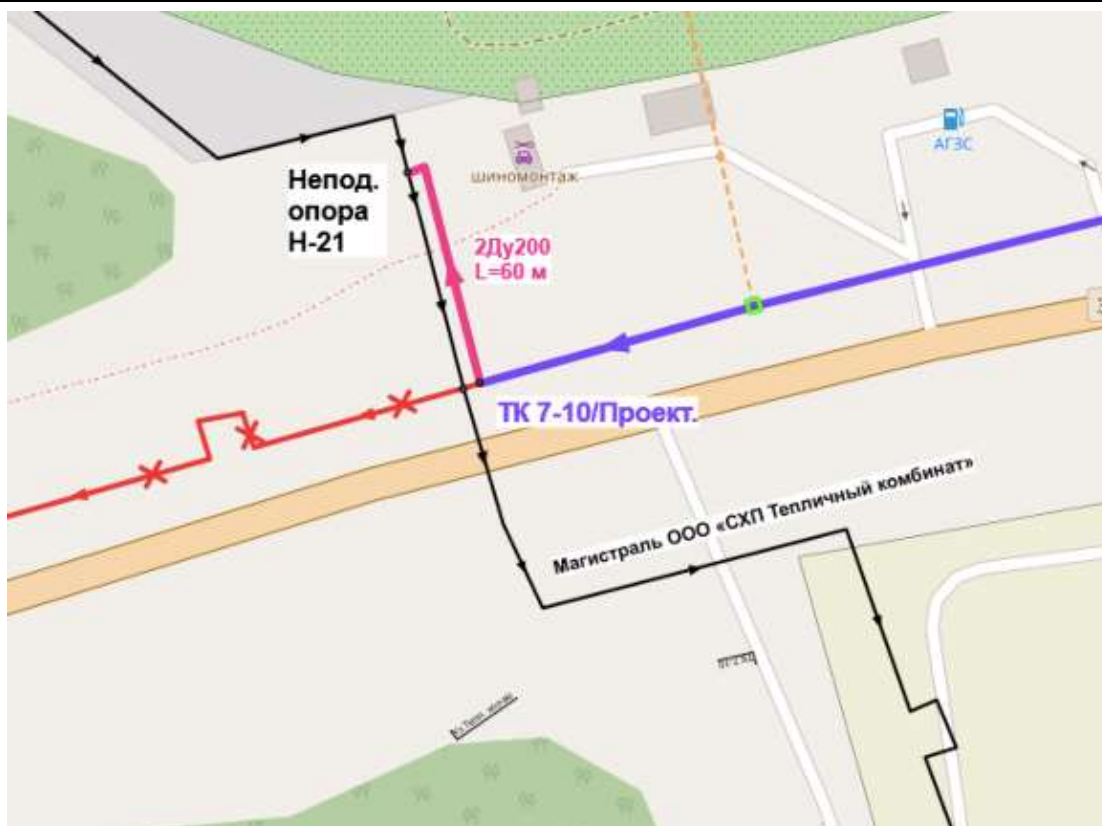 АГЗС
шиномонтаж
Непод.
опора
Н-21
2Ду200
L=60 м
ТК 7-10/Проект.
Магистраль ООО «СХП Тепличный комбинат»